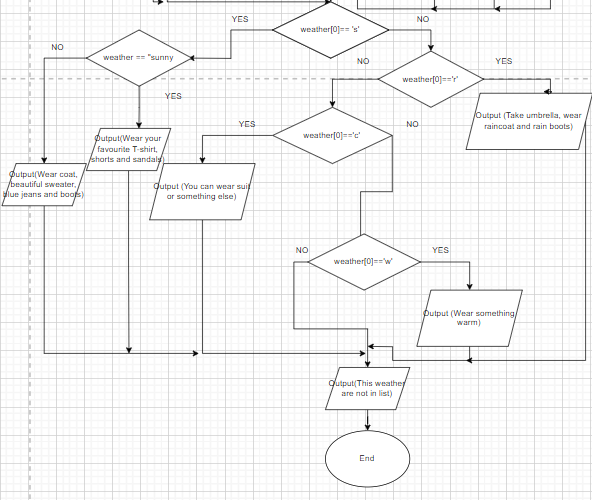 YES
weather[0]== 's'
NO
NO
weather == "sunny
YES
NO
weather[0]=='r'
YES
Output(Wear your
favourite T-shirt,
shorts and sandals)
Output (Take umbrella, wear
raincoat and rain boots)
YES
weather[0]=='c'
NO
Output(Wear coat,
beautiful sweater,
blue jeans and boots)
Output (You can wear suit
or something else)
NO
weather[0]=='w'
YES
Output (Wear something
warm)
Output(This weather
are not in list)
End